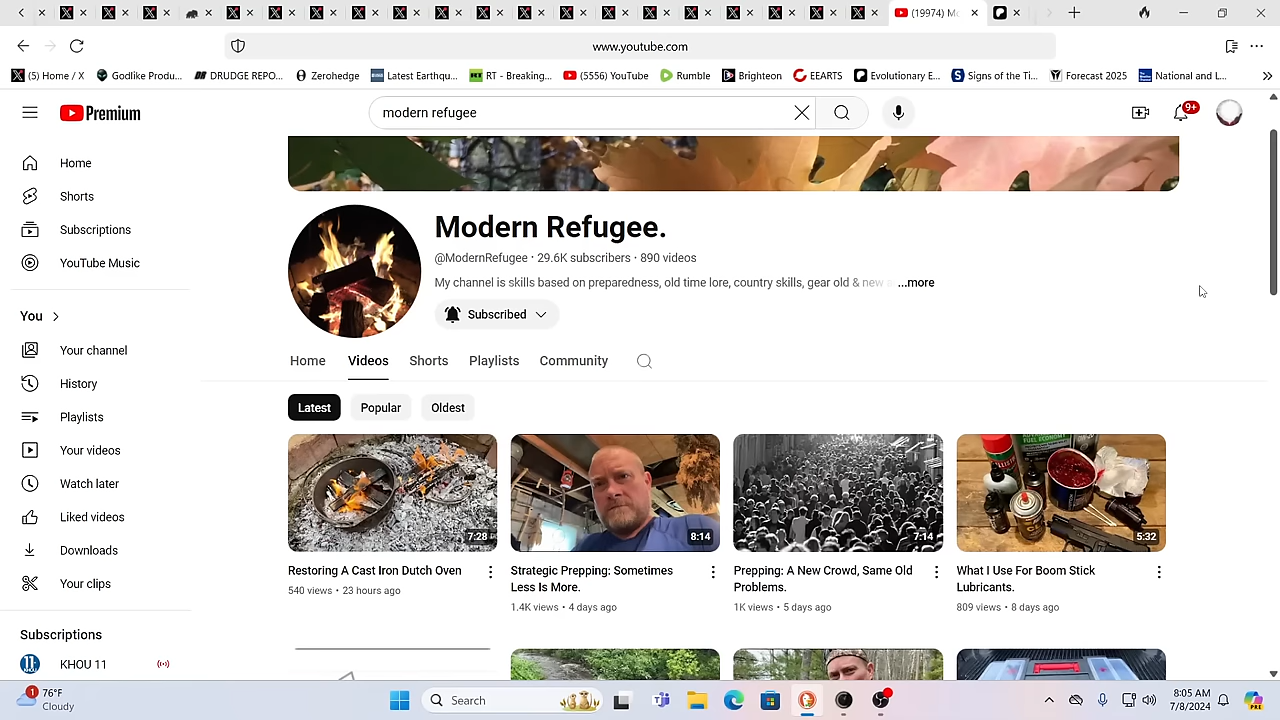 (19974) Mo
www.youtube.com
(5) Home / X
Godlike Produ...
DRUDGE REPO...
Zerohedge
Latest Earthqu...
RT - Breaking...
(5556) YouTube
Rumble
Brighteon
EEARTS
Evolutionary E...
Signs of the Ti...
Forecast 2025
National and L...
Premium
modern refugee
9+
Home
Shorts
Subscriptions
YouTube Music
You
Your channel
History
Playlists
Your videos
Watch later
Liked videos
Downloads
Your clips
Subscriptions
KHOU 11
Modern Refugee.
@ModernRefugee · 29.6K subscribers · 890 videos
My channel is skills based on preparedness, old time lore, country skills, gear old & new a ...more
Subscribed
Home Videos Shorts Playlists Community
Latest Popular Oldest
7:28
Restoring A Cast Iron Dutch Oven
540 views · 23 hours ago
8:14
Strategic Prepping: Sometimes
Less Is More.
1.4K views · 4 days ago
7:14
Prepping: A New Crowd, Same Old
Problems.
1K views · 5 days ago
FUEL ECONOMY
5:32
What I Use For Boom Stick
Lubricants.
809 views · 8 days ago
1
76°F
Cloudy
Search
8:05 AM
7/8/2024
PRE